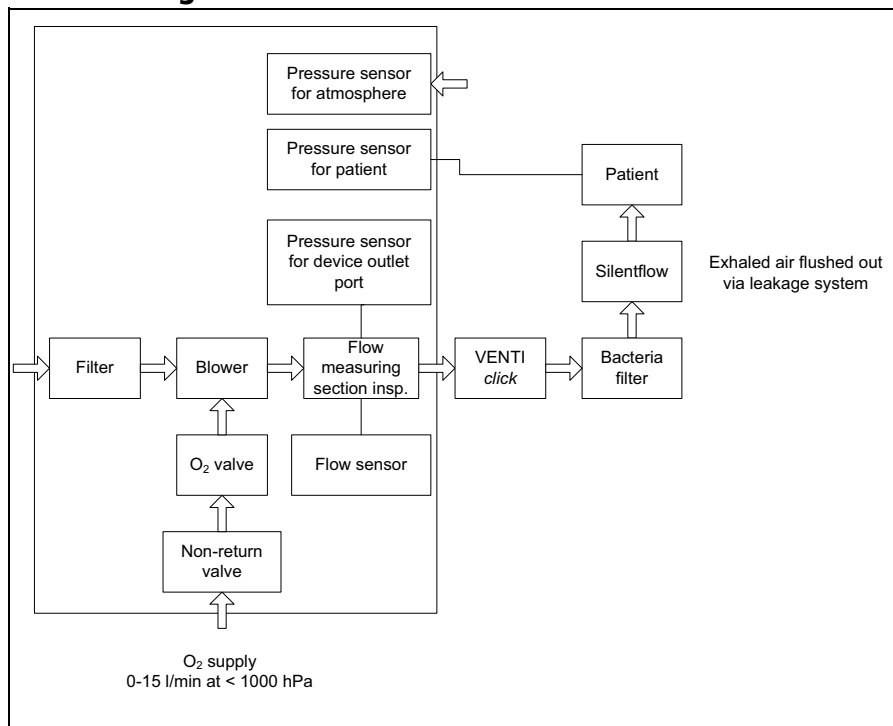 Pressure sensor
for atmosphere
Pressure sensor
for patient
Patient
Pressure sensor
for device outlet
port
Silentflow
Exhaled air flushed out
via leakage system
Filter
Blower
Flow
measuring
section insp.
VENTI
click
Bacteria
filter
O₂ valve
Flow sensor
Non-return
valve
O₂ supply
0-15 l/min at < 1000 hPa